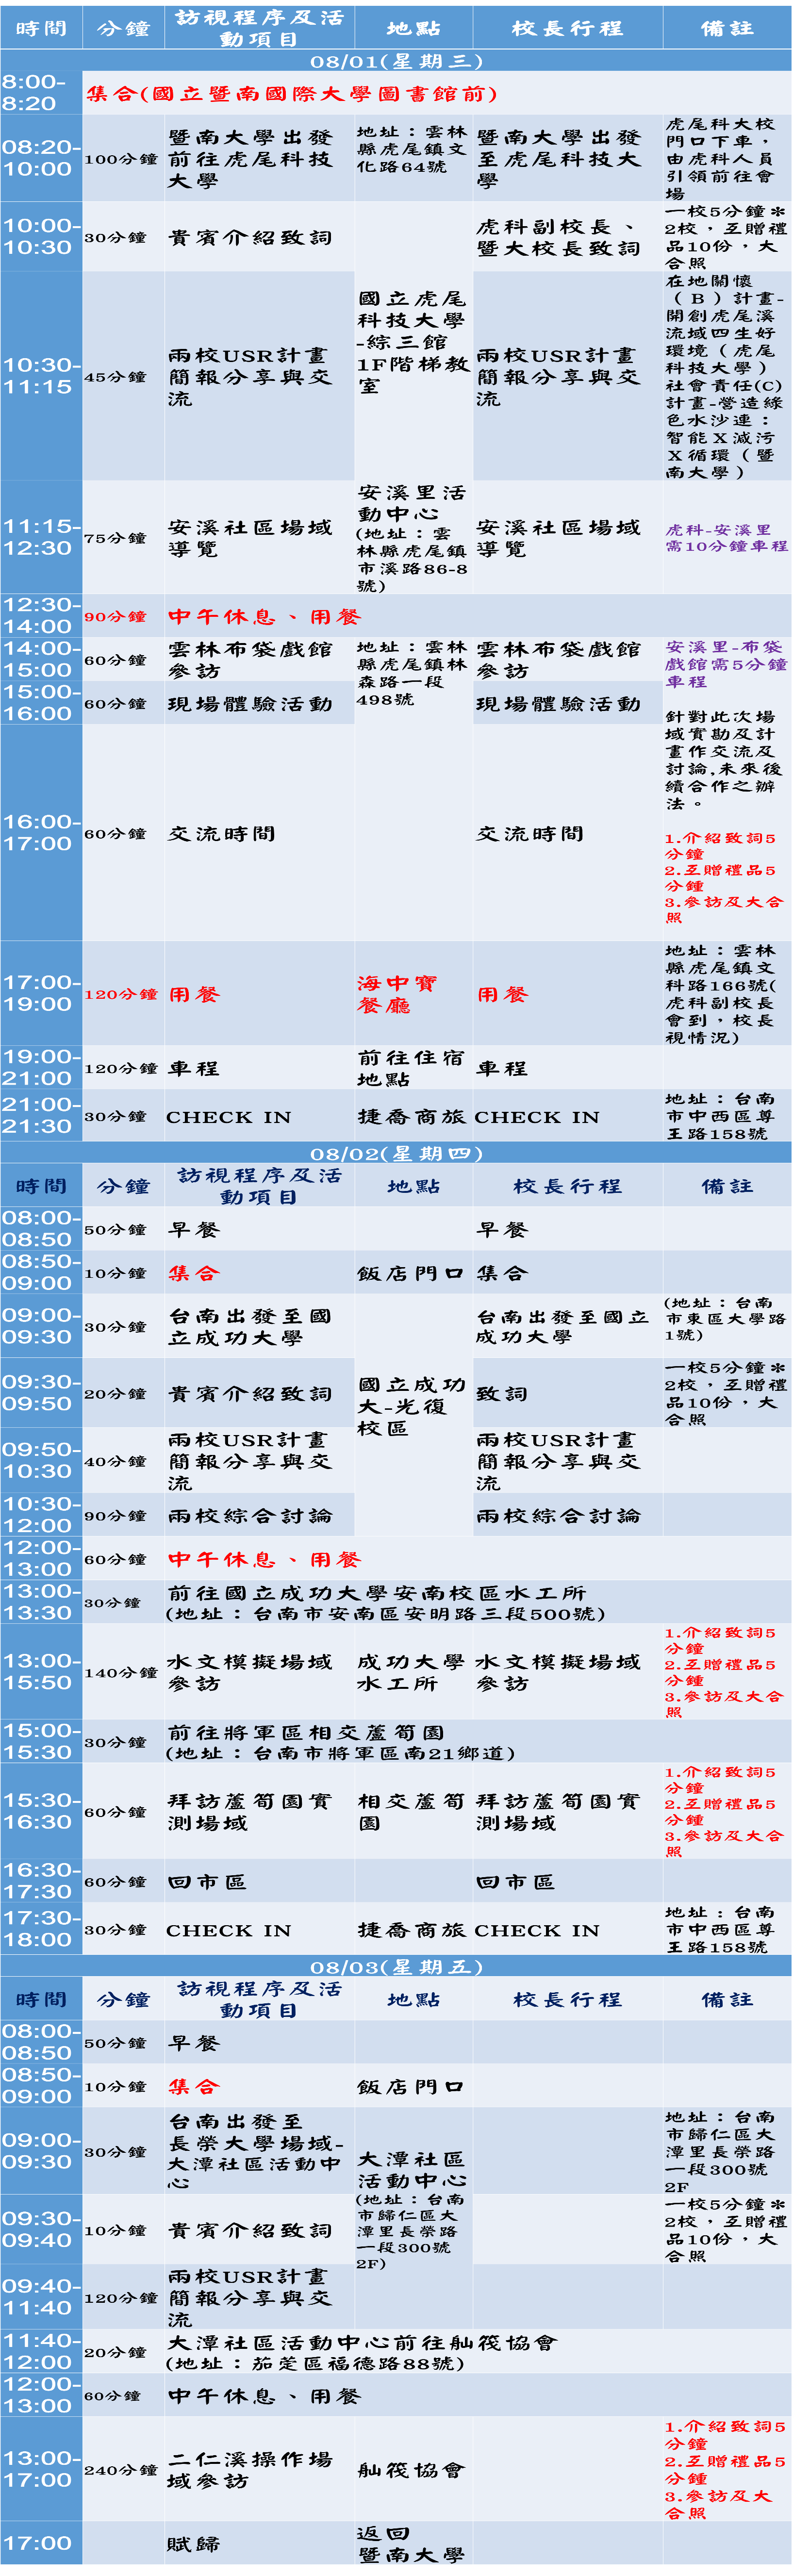 時間 分鐘 訪視程序及活動項目 地點 校長行程 備註
08/01(星期三)
8:00-8:20 集合(國立暨南國際大學圖書館前)
08:20-10:00 100分鐘 暨南大學出發前往虎尾科技大學 地址：雲林縣虎尾鎮文化路64號 暨南大學出發至虎尾科技大學 虎尾科大校門口下車，由虎科人員引領前往會場
10:00-10:30 30分鐘 貴賓介紹致詞 國立虎尾科技大學-綜三館1F階梯教室 虎科副校長、暨大校長致詞 一校5分鐘*2校，互贈禮品10份，大合照
10:30-11:15 45分鐘 兩校USR計畫簡報分享與交流 兩校USR計畫簡報分享與交流 在地關懷（B）計畫-開創虎尾溪流域四生好環境（虎尾科技大學）社會責任(C)計畫-營造綠色水沙連：智能X減污X循環（暨南大學）
11:15-12:30 75分鐘 安溪社區場域導覽 安溪里活動中心(地址：雲林縣虎尾鎮市溪路86-8號) 安溪社區場域導覽 虎科-安溪里需10分鐘車程
12:30-14:00 90分鐘 中午休息、用餐
14:00-15:00 60分鐘 雲林布袋戲館參訪 地址：雲林縣虎尾鎮林森路一段498號 雲林布袋戲館參訪 安溪里-布袋戲館需5分鐘車程
15:00-16:00 60分鐘 現場體驗活動 現場體驗活動
16:00-17:00 60分鐘 交流時間 交流時間 針對此次場域實勘及計畫作交流及討論,未來後續合作之辦法。
1.介紹致詞5分鐘
2.互贈禮品5分鍾
3.參訪及大合照
17:00-19:00 120分鐘 用餐 海中寶餐廳 用餐 地址：雲林縣虎尾鎮文科路166號(虎科副校長會到，校長視情況)
19:00-21:00 120分鐘 車程 前往住宿地點 車程
21:00-21:30 30分鐘 CHECK IN 捷喬商旅 CHECK IN 地址：台南市中西區尊王路158號
08/02(星期四)
時間 分鐘 訪視程序及活動項目 地點 校長行程 備註
08:00-08:50 50分鐘 早餐 早餐
08:50-09:00 10分鐘 集合 飯店門口 集合
09:00-09:30 30分鐘 台南出發至國立成功大學 國立成功大-光復校區 台南出發至國立成功大學 (地址：台南市東區大學路1號)
09:30-09:50 20分鐘 貴賓介紹致詞 致詞 一校5分鐘*2校，互贈禮品10份，大合照
09:50-10:30 40分鐘 兩校USR計畫簡報分享與交流 兩校USR計畫簡報分享與交流
10:30-12:00 90分鐘 兩校綜合討論 兩校綜合討論
12:00-13:00 60分鐘 中午休息、用餐
13:00-13:30 30分鐘 前往國立成功大學安南校區水工所
(地址：台南市安南區安明路三段500號)
13:00-15:50 140分鐘 水文模擬場域參訪 成功大學水工所 水文模擬場域參訪 1.介紹致詞5分鐘
2.互贈禮品5分鍾
3.參訪及大合照
15:00-15:30 30分鐘 前往將軍區相交蘆筍園
(地址：台南市將軍區南21鄉道)
15:30-16:30 60分鐘 拜訪蘆筍園實測場域 相交蘆筍園 拜訪蘆筍園實測場域 1.介紹致詞5分鐘
2.互贈禮品5分鍾
3.參訪及大合照
16:30-17:30 60分鐘 回市區 回市區
17:30-18:00 30分鐘 CHECK IN 捷喬商旅 CHECK IN 地址：台南市中西區尊王路158號
08/03(星期五)
時間 分鐘 訪視程序及活動項目 地點 校長行程 備註
08:00-08:50 50分鐘 早餐
08:50-09:00 10分鐘 集合 飯店門口
09:00-09:30 30分鐘 台南出發至長榮大學場域-大潭社區活動中心 大潭社區活動中心(地址：台南市歸仁區大潭里長榮路一段300號2F) 地址：台南市歸仁區大潭里長榮路一段300號2F
09:30-09:40 10分鐘 貴賓介紹致詞 一校5分鐘*2校，互贈禮品10份，大合照
09:40-11:40 120分鐘 兩校USR計畫簡報分享與交流
11:40-12:00 20分鐘 大潭社區活動中心前往舢筏協會
(地址：茄萣區福德路88號)
12:00-13:00 60分鐘 中午休息、用餐
13:00-17:00 240分鐘 二仁溪操作場域參訪 舢筏協會 1.介紹致詞5分鐘
2.互贈禮品5分鍾
3.參訪及大合照
17:00 賦歸 返回暨南大學